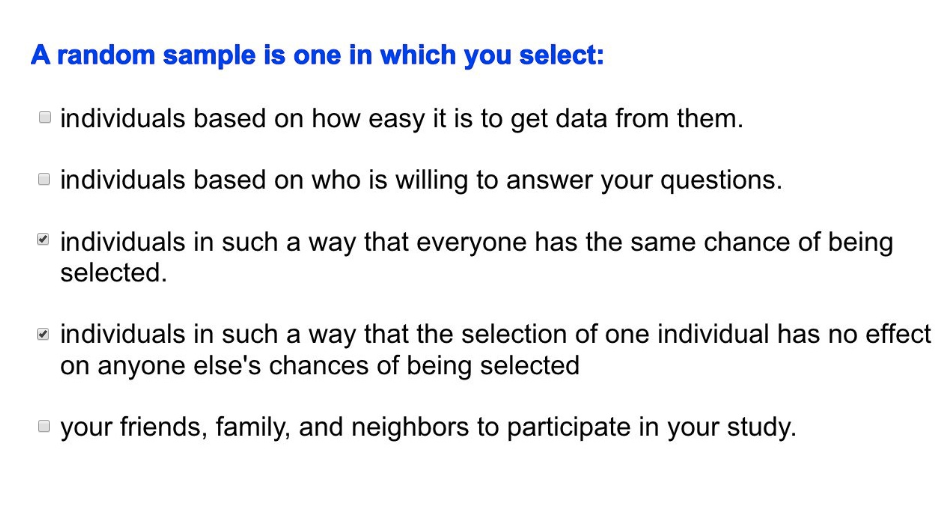 A random sample is one in which you select:
individuals based on how easy it is to get data from them.
individuals based on who is willing to answer your questions.
individuals in such a way that everyone has the same chance of being
selected.
individuals in such a way that the selection of one individual has no effect
on anyone else's chances of being selected
your friends, family, and neighbors to participate in your study.